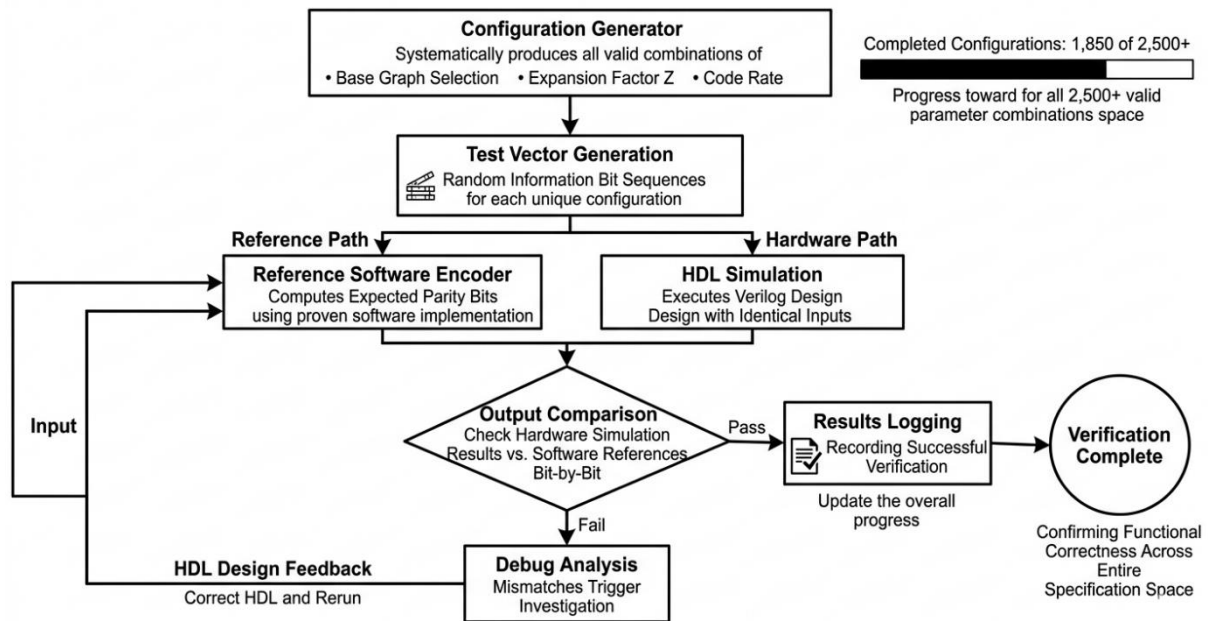 Configuration Generator
Systematically produces all valid combinations of
• Base Graph Selection • Expansion Factor Z • Code Rate
Completed Configurations: 1,850 of 2,500+
Progress toward for all 2,500+ valid
parameter combinations space
Test Vector Generation
Random Information Bit Sequences
for each unique configuration
Reference Path
Hardware Path
Reference Software Encoder
Computes Expected Parity Bits
using proven software implementation
HDL Simulation
Executes Verilog Design
Design with Identical Inputs
Input
Output Comparison
Check Hardware Simulation
Results vs. Software References
Bit-by-Bit
Pass
Results Logging
Recording Successful
Verification
Update the overall
progress
Verification
Complete
Confirming Functional
Correctness Across
Entire
Specification Space
Fail
Debug Analysis
Mismatches Trigger
Investigation
HDL Design Feedback
Correct HDL and Rerun